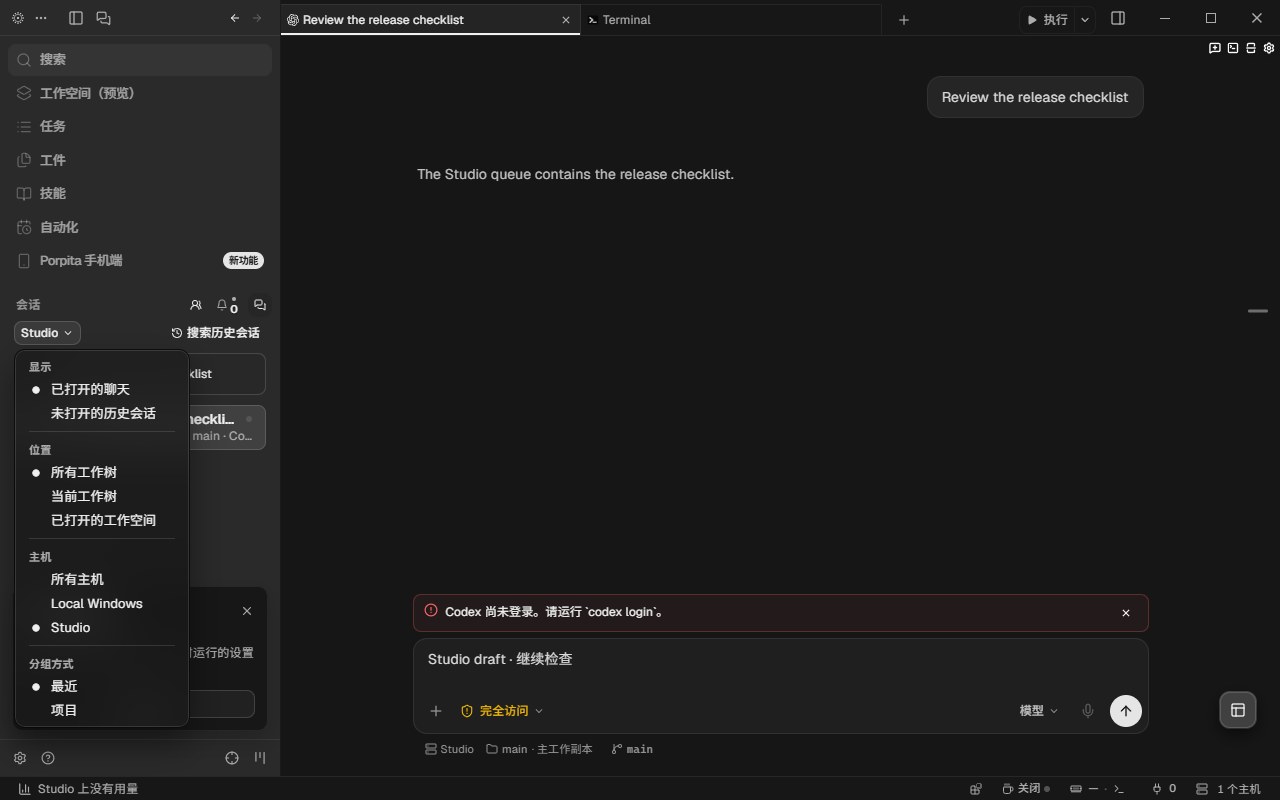 Review the release checklist
Terminal
执行
搜索
工作空间（预览）
任务
工件
技能
自动化
Porpita 手机端
新功能
会话
0
Studio
搜索历史会话
显示
已打开的聊天
未打开的历史会话
位置
所有工作树
当前工作树
已打开的工作空间
主机
所有主机
Local Windows
Studio
分组方式
最近
项目
klist
heckli...
main · Co...
运行的设置
Review the release checklist
The Studio queue contains the release checklist.
Codex 尚未登录。请运行 `codex login`。
Studio draft · 继续检查
完全访问
模型
Studio
main · 主工作副本
main
Studio 上没有用量
关闭
0
1 个主机